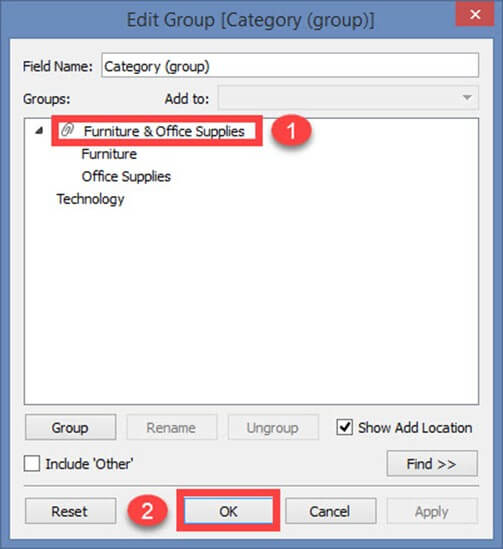 Edit Group [Category (group)]
x
Field Name: Category (group)
Groups: Add to:
Furniture & Office Supplies 1
Furniture
Office Supplies
Technology
Group Rename Ungroup Show Add Location
Include 'Other' Find >>
Reset 2 OK Cancel Apply